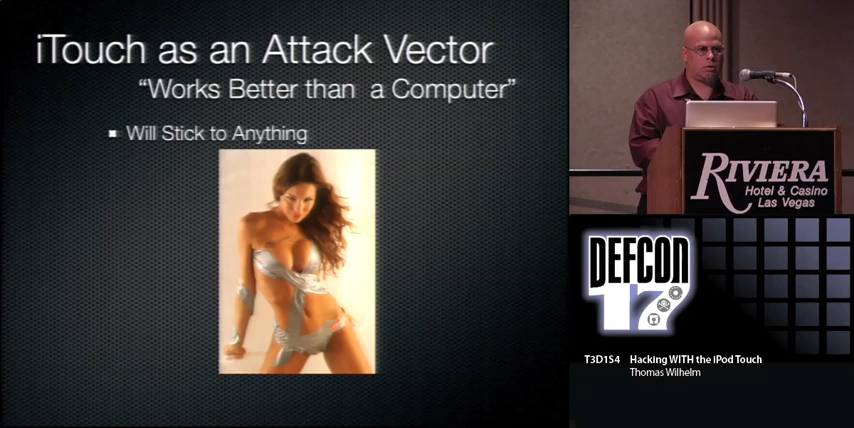 iTouch as an Attack Vector
“Works Better than a Computer”
Will Stick to Anything
RIVIERA
Hotel & Casino
Las Vegas
DEFCON
17
T3D1S4 Hacking WITH the iPod Touch
Thomas Wilhelm